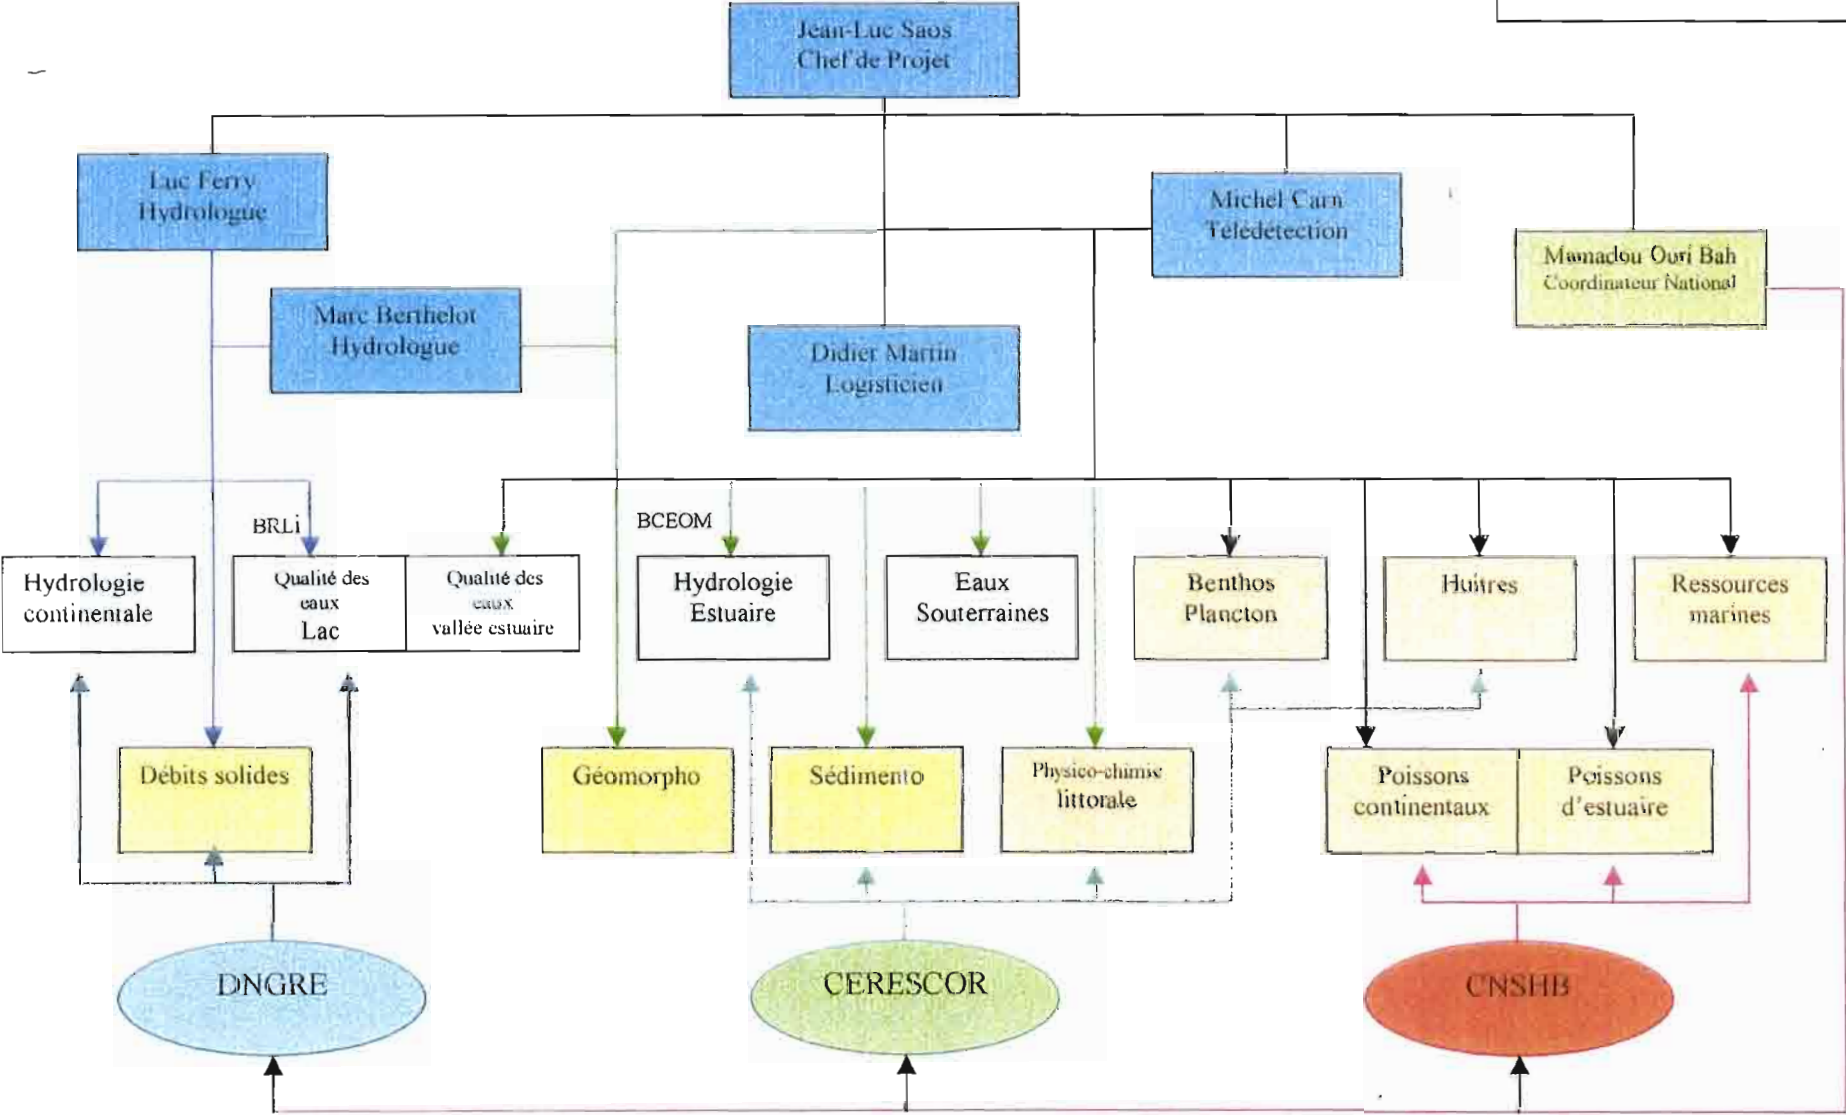 Jean-Luc Saos
Chef de Projet
Luc Ferry
Hydrologue
Michel Carn
Télédétection
Mamadou Ouri Bah
Coordinateur National
Marc Berthelot
Hydrologue
Didier Martin
Logisticien
BRLi
BCEOM
Hydrologie
continentale
Qualité des
eaux
Lac
Qualité des
eaux
vallée estuaire
Hydrologie
Estuaire
Eaux
Souterraines
Benthos
Plancton
Huitres
Ressources
marines
Débits solides
Géomorpho
Sédimento
Physico-chimie
littorale
Poissons
continentaux
Poissons
d'estuaire
DNGRE
CERESCOR
CNSHB